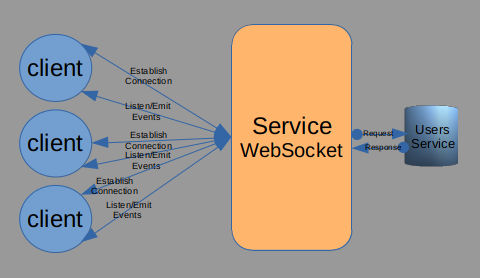 client
Establish
Connection
Listen/Emit
Events
client
Establish
Connection
Listen/Emit
Events
client
Establish
Connection
Listen/Emit
Events
Service
WebSocket
Request
Response
Users
Service